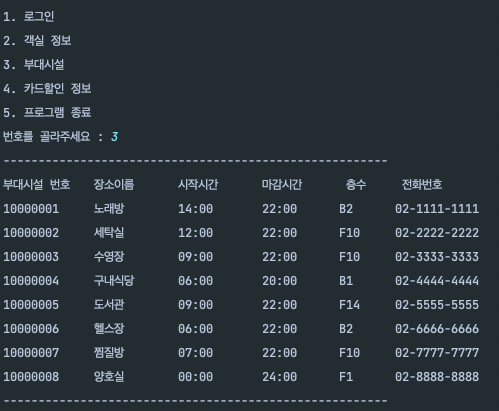 1. 로그인
2. 객실 정보
3. 부대시설
4. 카드할인 정보
5. 프로그램 종료
번호를 골라주세요 : 3
-------------------------------------------------------
부대시설 번호 장소이름 시작시간 마감시간 층수 전화번호
10000001 노래방 14:00 22:00 B2 02-1111-1111
10000002 세탁실 12:00 22:00 F10 02-2222-2222
10000003 수영장 09:00 22:00 F10 02-3333-3333
10000004 구내식당 06:00 20:00 B1 02-4444-4444
10000005 도서관 09:00 22:00 F14 02-5555-5555
10000006 헬스장 06:00 22:00 B2 02-6666-6666
10000007 찜질방 07:00 22:00 F10 02-7777-7777
10000008 양호실 00:00 24:00 F1 02-8888-8888
-------------------------------------------------------